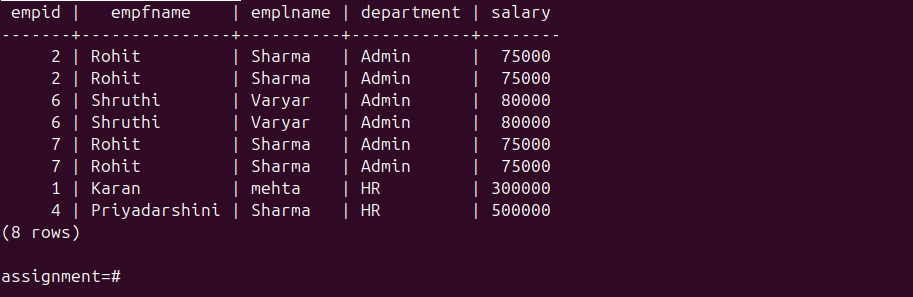 empid |   empfname    | emplname | department | salary
-------+---------------+----------+------------+--------
     2 | Rohit         | Sharma   | Admin      |  75000
     2 | Rohit         | Sharma   | Admin      |  75000
     6 | Shruthi       | Varyar   | Admin      |  80000
     6 | Shruthi       | Varyar   | Admin      |  80000
     7 | Rohit         | Sharma   | Admin      |  75000
     7 | Rohit         | Sharma   | Admin      |  75000
     1 | Karan         | mehta    | HR         | 300000
     4 | Priyadarshini | Sharma   | HR         | 500000
(8 rows)
assignment=#